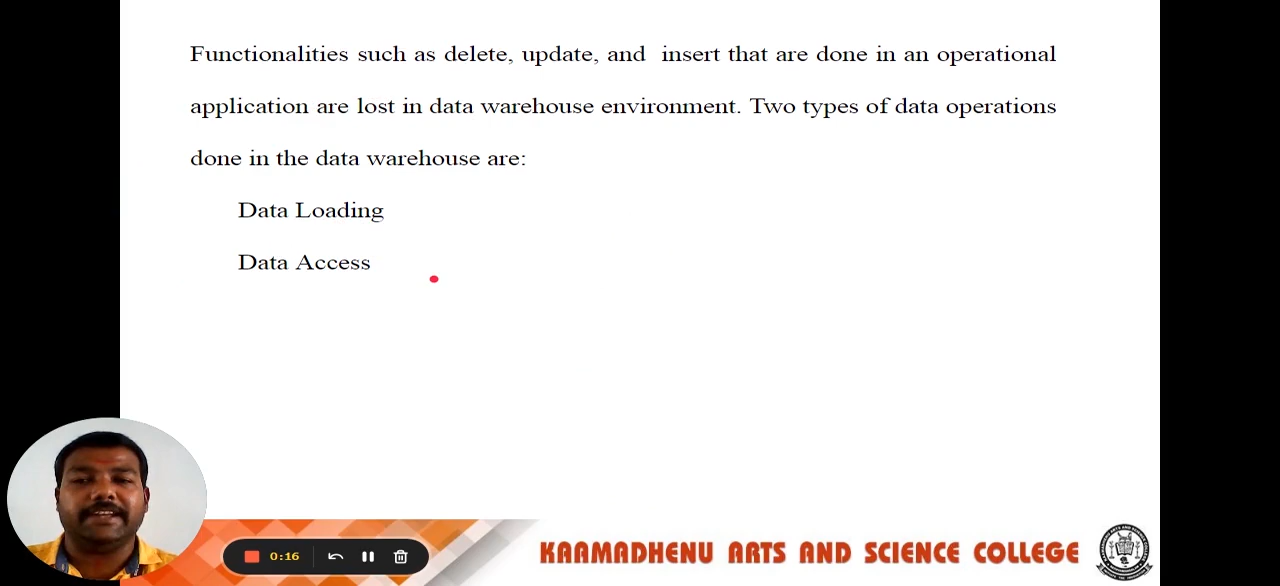 Functionalities such as delete, update, and insert that are done in an operational
application are lost in data warehouse environment. Two types of data operations
done in the data warehouse are:
Data Loading
Data Access
0:16
KAAMADHENU ARTS AND SCIENCE COLLEGE